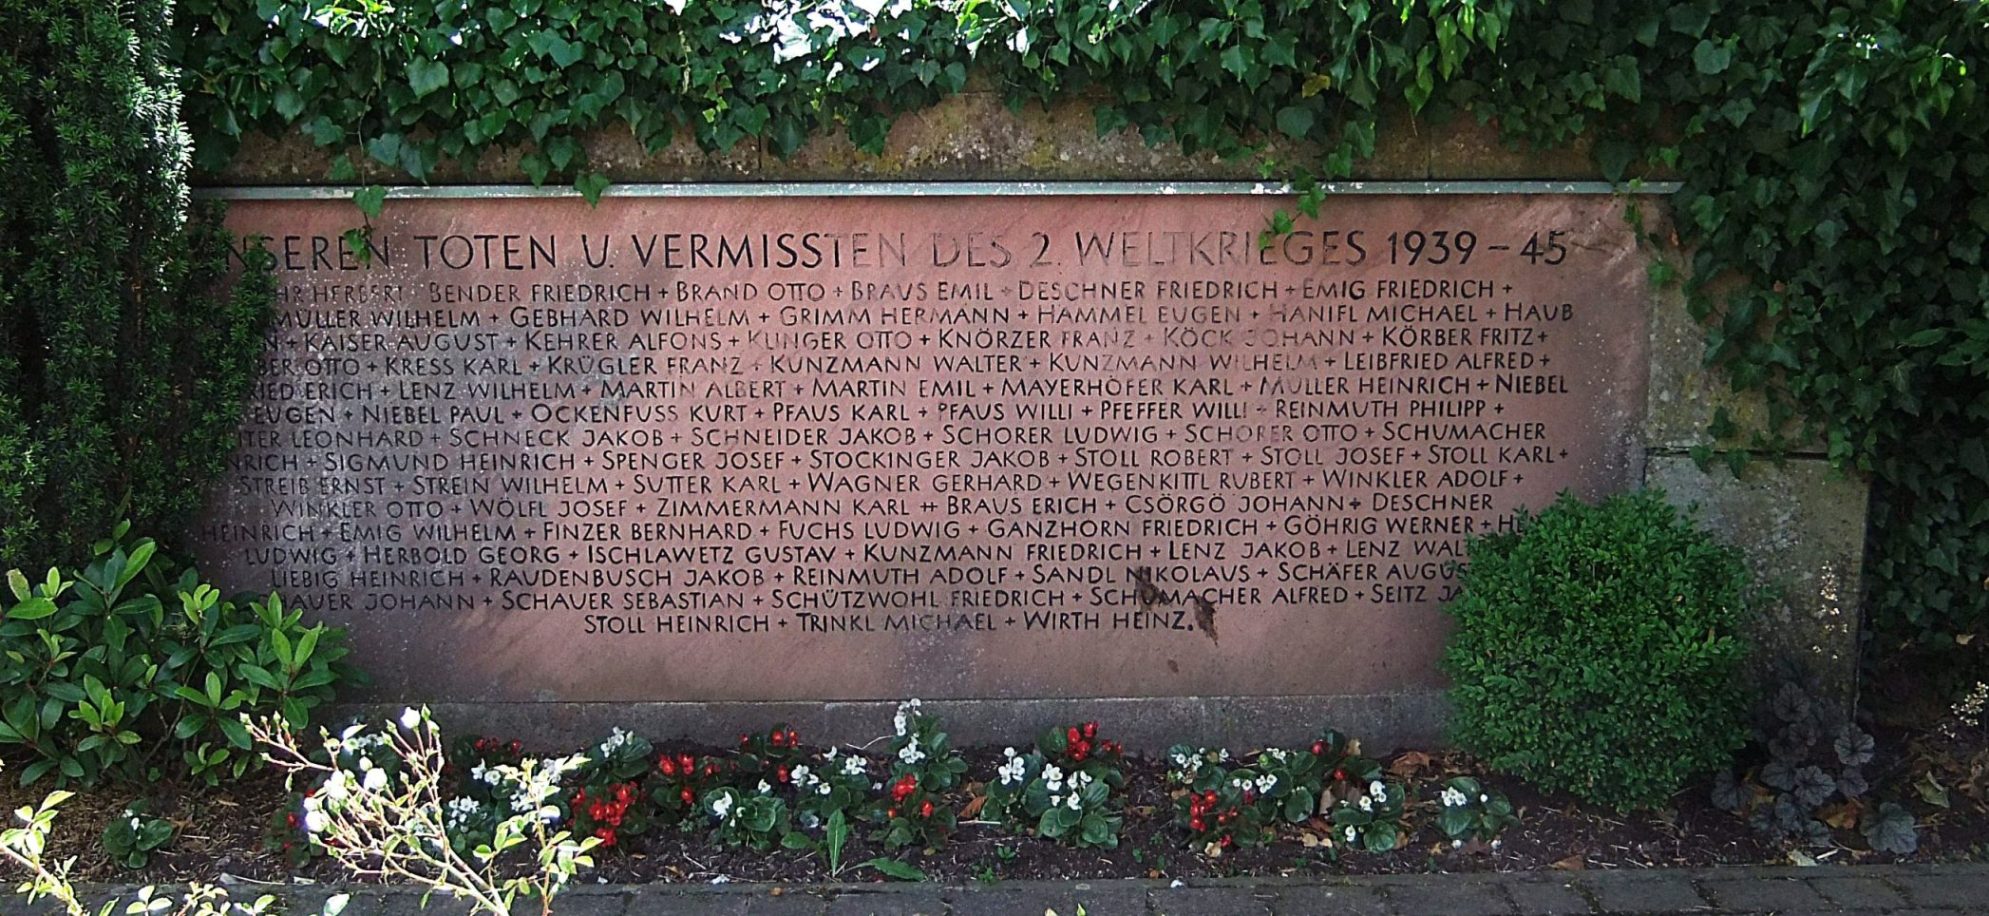 UNSEREN TOTEN U. VERMISSTEN DES 2. WELTKRIEGES 1939 – 45
HERBERT BENDER FRIEDRICH + BRAND OTTO + BRAUS EMIL + DESCHNER FRIEDRICH + EMIG FRIEDRICH +
MÜLLER WILHELM + GEBHARD WILHELM + GRIMM HERMANN + HAMMEL EUGEN + HANIFL MICHAEL + HAUB
+ KAISER AUGUST + KEHRER ALFONS + KLINGER OTTO + KNÖRZER FRANZ + KÖCK JOHANN + KÖRBER FRITZ +
OTTO + KRESS KARL + KRÜGLER FRANZ + KUNZMANN WALTER + KUNZMANN WILHELM + LEIBFRIED ALFRED +
ERICH + LENZ WILHELM + MARTIN ALBERT + MARTIN EMIL + MAYERHÖFER KARL + MÜLLER HEINRICH + NIEBEL
EUGEN + NIEBEL PAUL + OCKENFUSS KURT + PFAUS KARL + PFAUS WILLI + PFEFFER WILLI + REINMUTH PHILIPP +
LEONHARD + SCHNECK JAKOB + SCHNEIDER JAKOB + SCHORER LUDWIG + SCHORER OTTO + SCHUMACHER
+ SIGMUND HEINRICH + SPENGER JOSEF + STOCKINGER JAKOB + STOLL ROBERT + STOLL JOSEF + STOLL KARL +
STREIB ERNST + STREIN WILHELM + SUTTER KARL + WAGNER GERHARD + WEGENKITTL RUBERT + WINKLER ADOLF +
WINKLER OTTO + WÖLFL JOSEF + ZIMMERMANN KARL ++ BRAUS ERICH + CSÖRGÖ JOHANN + DESCHNER
HEINRICH + EMIG WILHELM + FINZER BERNHARD + FUCHS LUDWIG + GANZHORN FRIEDRICH + GÖHRIG WERNER +
LUDWIG + HERBOLD GEORG + ISCHLAWETZ GUSTAV + KUNZMANN FRIEDRICH + LENZ JAKOB + LENZ
LIEBIG HEINRICH + RAUDENBUSCH JAKOB + REINMUTH ADOLF + SANDL NIKOLAUS + SCHÄFER AUGUST
JOHANN + SCHAUER SEBASTIAN + SCHÜTZWOHL FRIEDRICH + SCHUMACHER ALFRED + SEITZ
STOLL HEINRICH + TRINKL MICHAEL + WIRTH HEINZ.